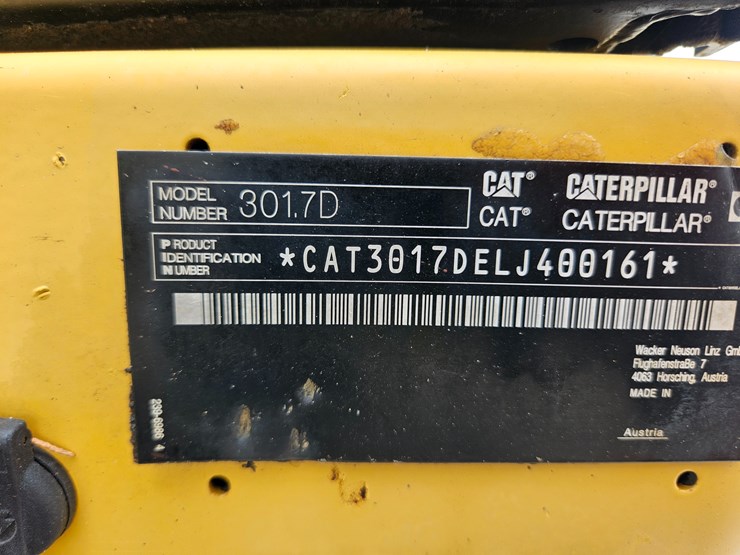 MODEL NUMBER 301.7D
CAT® CATERPILLAR®
CAT® CATERPILLAR®
PRODUCT IDENTIFICATION NUMBER *CAT3017DELJ400161*
Wacker Neuson Linz
Flughafenstraße 7
4063 Horsching, Austria
MADE IN
Austria